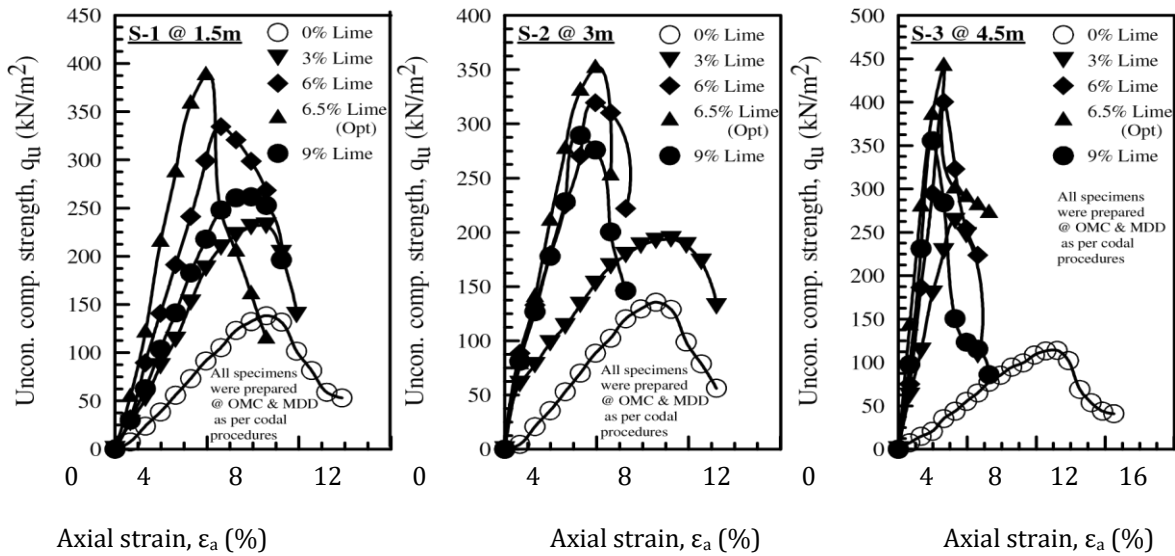 S-1 @ 1.5m
0% Lime
3% Lime
6% Lime
6.5% Lime
(Opt)
9% Lime
All specimens
were prepared
@ OMC & MDD
as per codal
procedures
Uncon. comp. strength, qu (kN/m²)
450
400
350
300
250
200
150
100
50
0
0 4 8 12
Axial strain, εa (%)
S-2 @ 3m
0% Lime
3% Lime
6% Lime
6.5% Lime
(Opt)
9% Lime
All specimens
were prepared
@ OMC & MDD
as per codal
procedures
Uncon. comp. strength, qu (kN/m²)
400
350
300
250
200
150
100
50
0
0 4 8 12
Axial strain, εa (%)
S-3 @ 4.5m
0% Lime
3% Lime
6% Lime
6.5% Lime
(Opt)
9% Lime
All specimens
were prepared
@ OMC & MDD
as per codal
procedures
Uncon. comp. strength, qu (kN/m²)
500
450
400
350
300
250
200
150
100
50
0
0 4 8 12 16
Axial strain, εa (%)